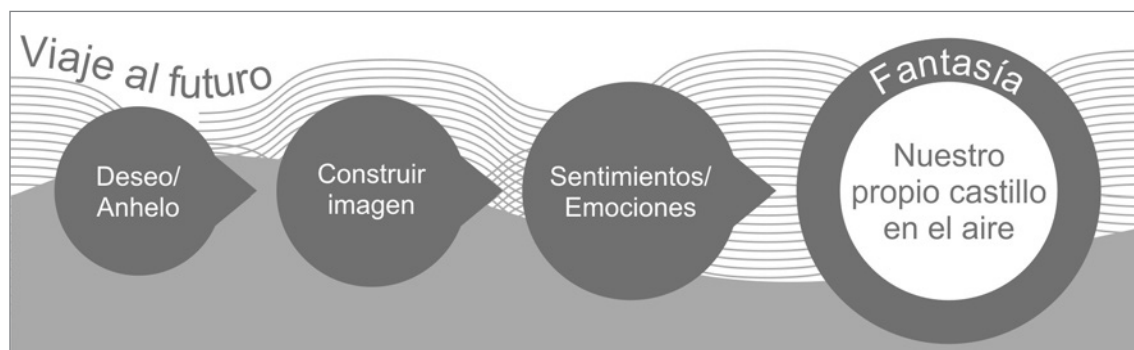 Viaje al futuro
Deseo/
Anhelo
Construir
imagen
Sentimientos/
Emociones
Fantasía
Nuestro
propio castillo
en el aire